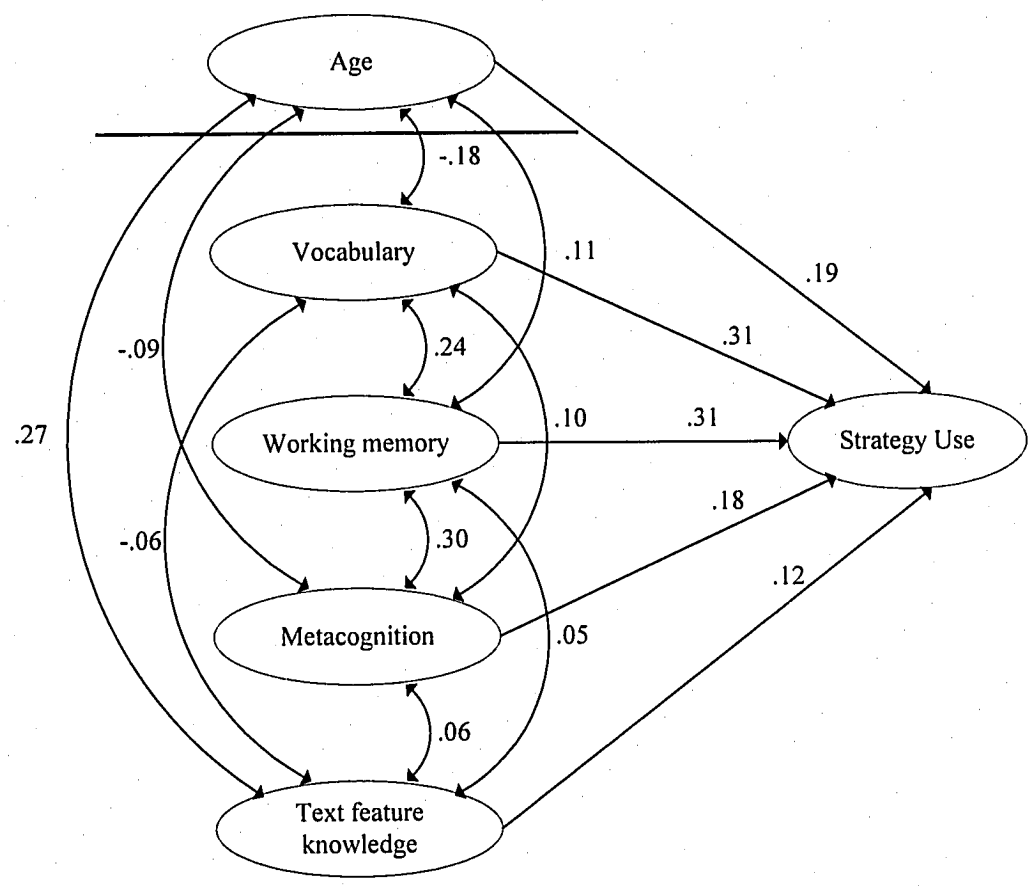 Age
-.18
Vocabulary
.11
.19
-.09
.24
.31
.27
Working memory
.10
.31
Strategy Use
-.06
.30
.18
Metacognition
.05
.12
.06
Text feature
knowledge